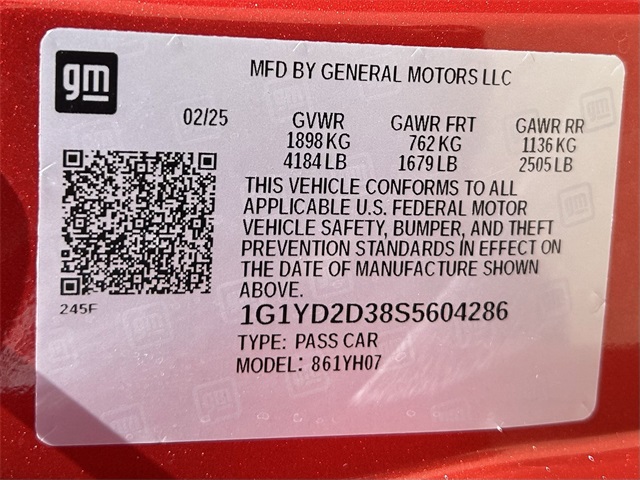 gm
MFD BY GENERAL MOTORS LLC
02/25
GVWR
1898 KG
4184 LB
GAWR FRT
762 KG
1679 LB
GAWR RR
1136 KG
2505 LB
THIS VEHICLE CONFORMS TO ALL
APPLICABLE U.S. FEDERAL MOTOR
VEHICLE SAFETY, BUMPER, AND THEFT
PREVENTION STANDARDS IN EFFECT ON
THE DATE OF MANUFACTURE SHOWN
ABOVE.
245F
1G1YD2D38S5604286
TYPE: PASS CAR
MODEL: 861YH07